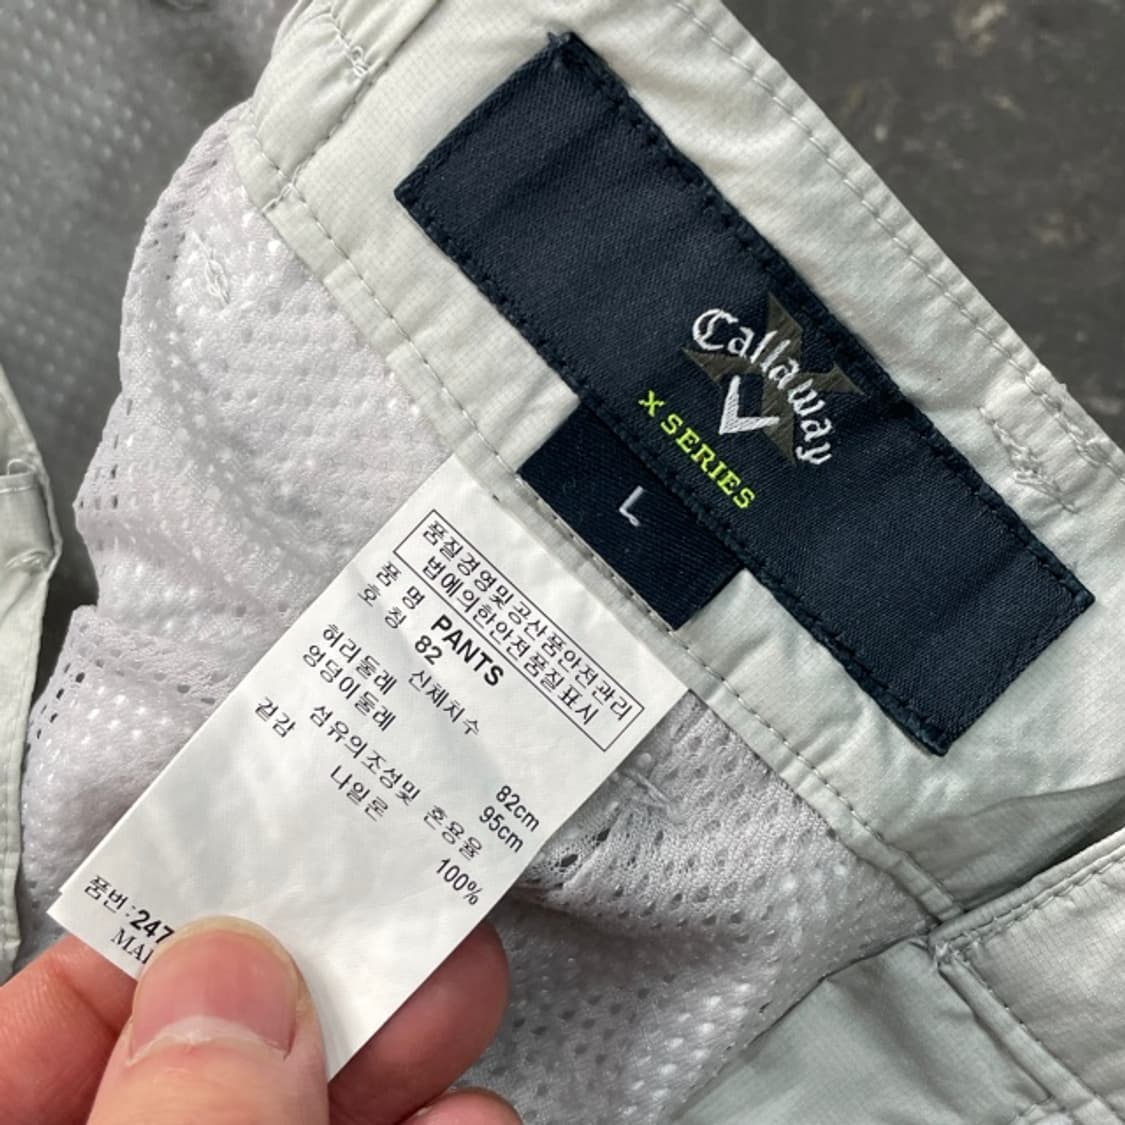 Callaway
X SERIES
L
품질경영및공산품안전관리
법에의한안전품질표시
품 명 PANTS
호 칭 82
신체치수
허리둘레 82cm
엉덩이둘레 95cm
섬유의조성및 혼용율
겉감 나일론 100%
품번:247